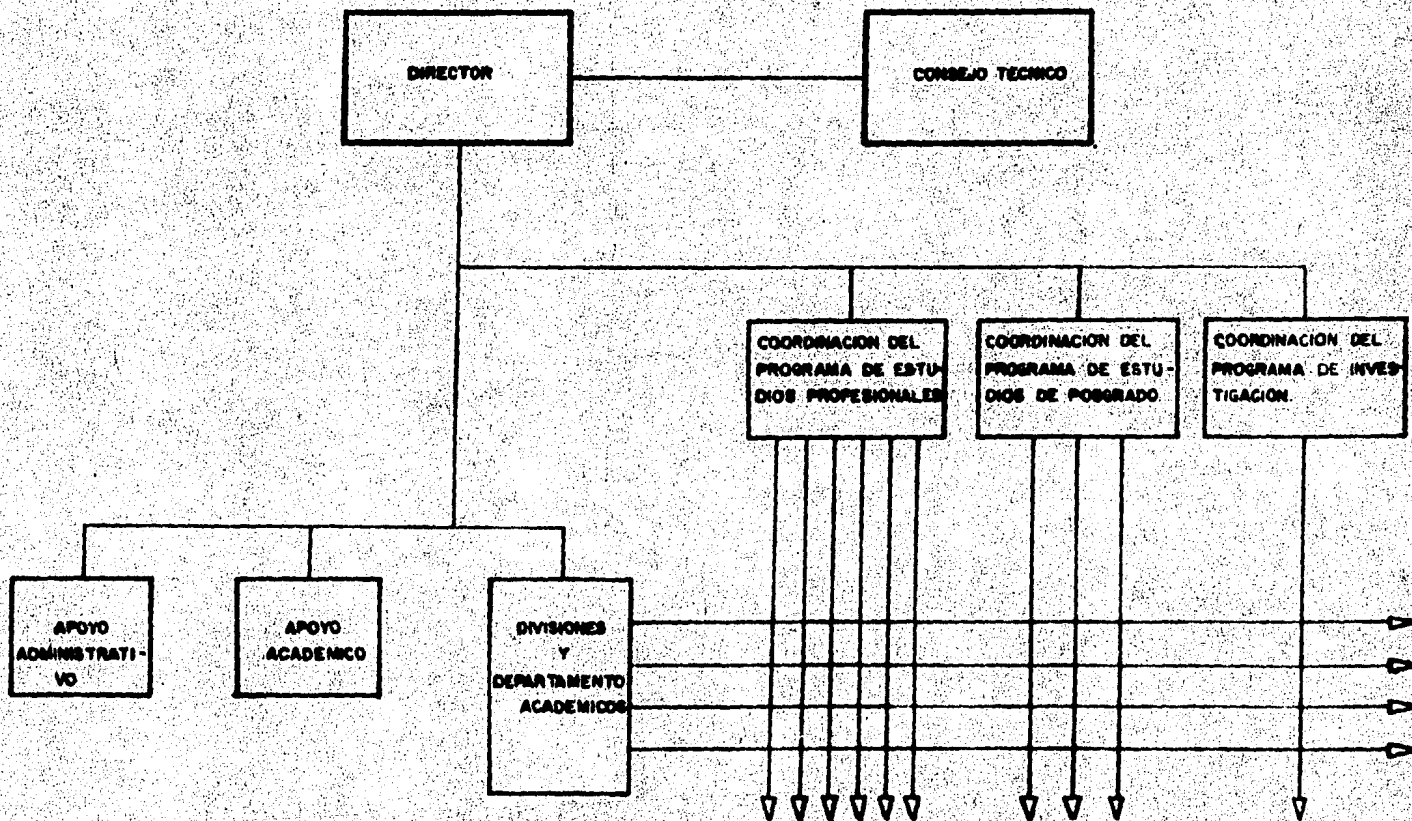 DIRECTOR
CONSEJO TECNICO
COORDINACION DEL
PROGRAMA DE ESTU-
DIOS PROFESIONALES
COORDINACION DEL
PROGRAMA DE ESTU-
DIOS DE POSGRADO.
COORDINACION DEL
PROGRAMA DE INVES-
TIGACION.
APOYO
ADMINISTRATI-
VO
APOYO
ACADEMICO
DIVISIONES
Y
DEPARTAMENTO
ACADEMICOS